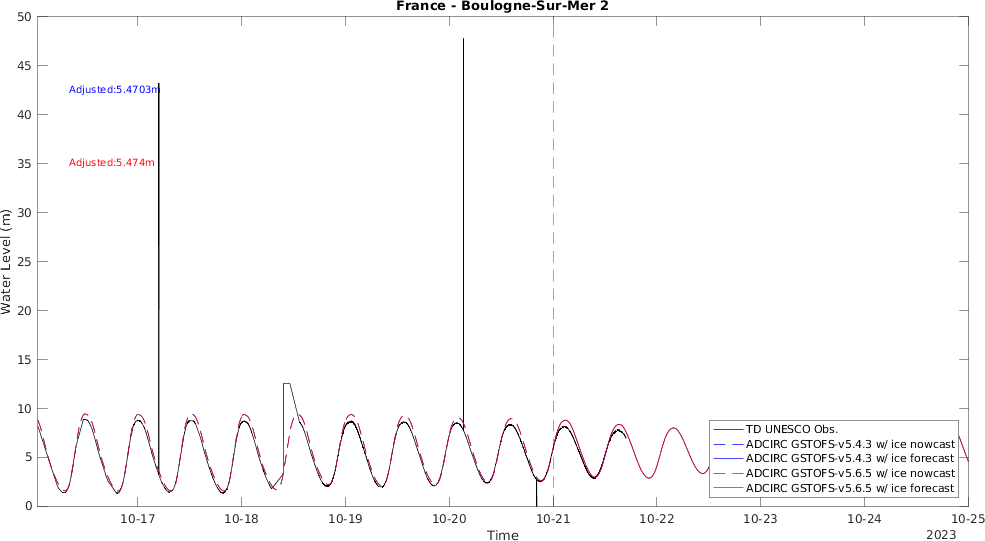 France - Boulogne-Sur-Mer 2
50
45
40
35
30
25
20
15
10
5
0
Water Level (m)
Adjusted:5.4703m
Adjusted:5.474m
TD UNESCO Obs.
ADCIRC GSTOFS-v5.4.3 w/ ice nowcast
ADCIRC GSTOFS-v5.4.3 w/ ice forecast
ADCIRC GSTOFS-v5.6.5 w/ ice nowcast
ADCIRC GSTOFS-v5.6.5 w/ ice forecast
10-17 10-18 10-19 10-20 10-21 10-22 10-23 10-24 10-25
Time
2023